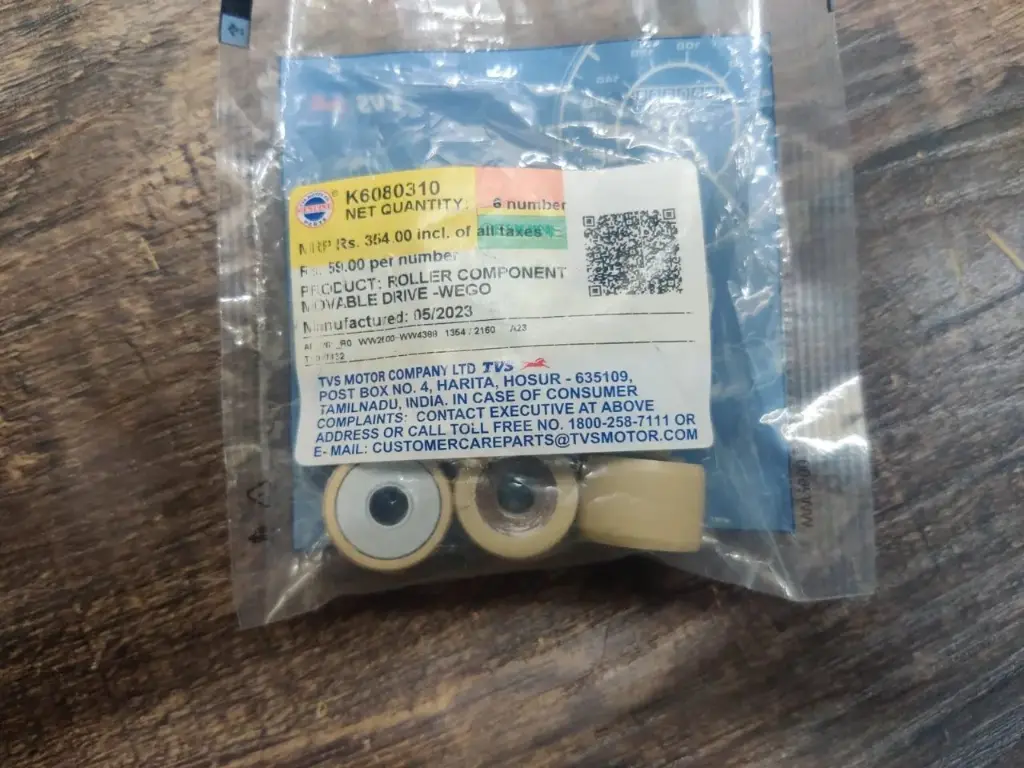 TVS
K6080310
NET QUANTITY: 6 number
MRP Rs. 354.00 incl. of all taxes
Rs. 59.00 per number
PRODUCT: ROLLER COMPONENT
MOVABLE DRIVE -WEGO
Manufactured: 05/2023
1354 / 2160
TVS MOTOR COMPANY LTD TVS
POST BOX NO. 4, HARITA, HOSUR - 635109,
TAMILNADU, INDIA. IN CASE OF CONSUMER
COMPLAINTS: CONTACT EXECUTIVE AT ABOVE
ADDRESS OR CALL TOLL FREE NO. 1800-258-7111 OR
E- MAIL: CUSTOMERCAREPARTS@TVSMOTOR.COM